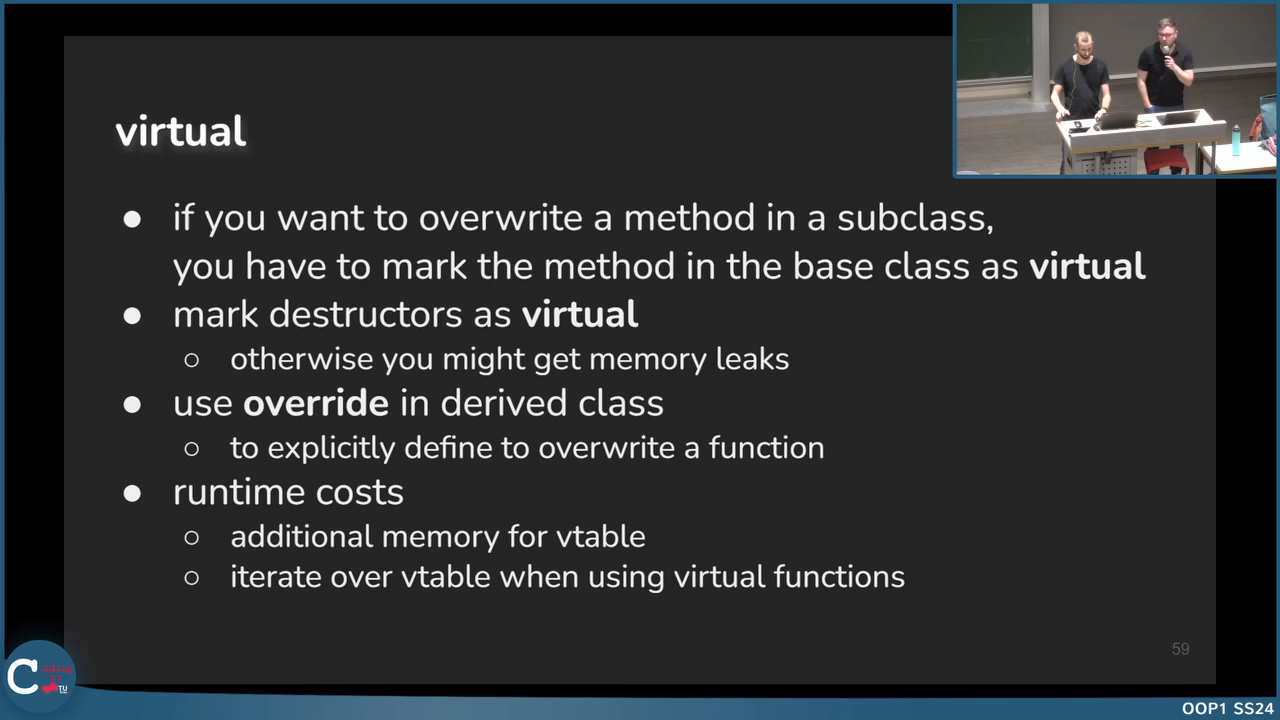 virtual
● if you want to overwrite a method in a subclass,
you have to mark the method in the base class as virtual
● mark destructors as virtual
○ otherwise you might get memory leaks
● use override in derived class
○ to explicitly define to overwrite a function
● runtime costs
○ additional memory for vtable
○ iterate over vtable when using virtual functions
59
C
TU
OOP1 SS24